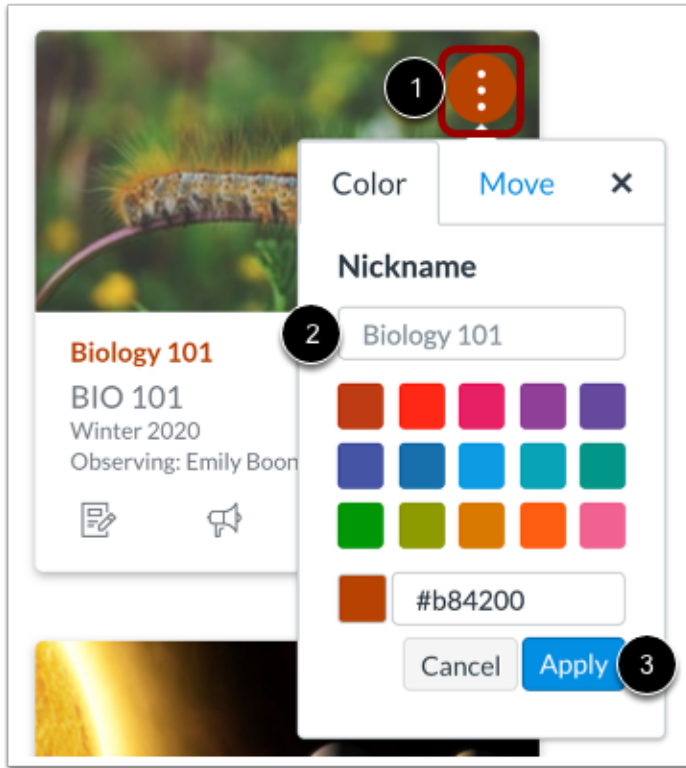 1
Color Move ×
Nickname
2 Biology 101
Biology 101
BIO 101
Winter 2020
Observing: Emily Boon
#b84200
Cancel Apply 3